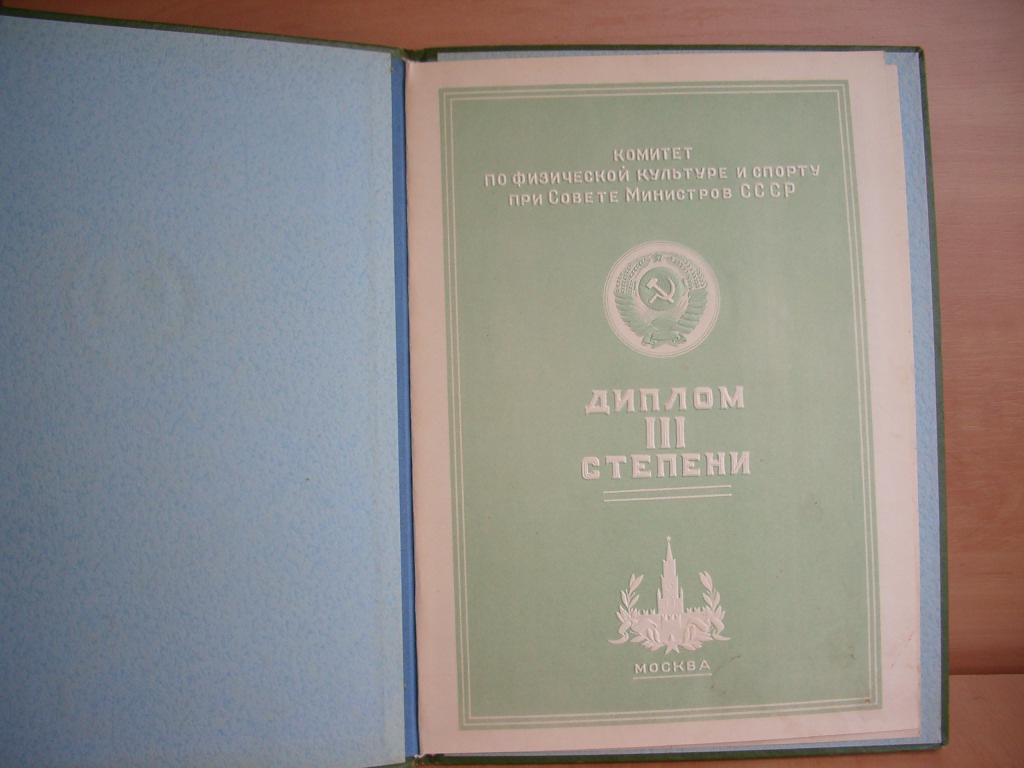 КОМИТЕТ
ПО ФИЗИЧЕСКОЙ КУЛЬТУРЕ И СПОРТУ
ПРИ СОВЕТЕ МИНИСТРОВ СССР
ДИПЛОМ
III
СТЕПЕНИ
МОСКВА